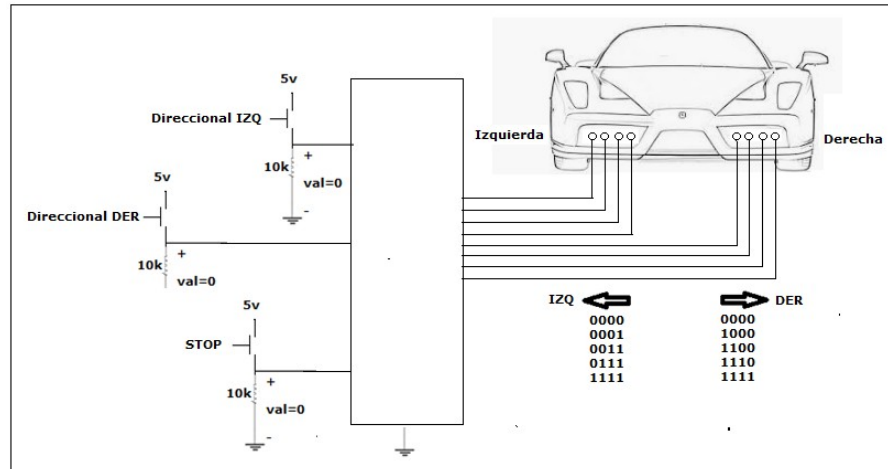 5v
Direccional IZQ
+
10k
val=0
-
5v
Direccional DER
+
10k
val=0
5v
STOP
+
10k
val=0
-
Izquierda
Derecha
IZQ
DER
0000
0001
0011
0111
1111
0000
1000
1100
1110
1111